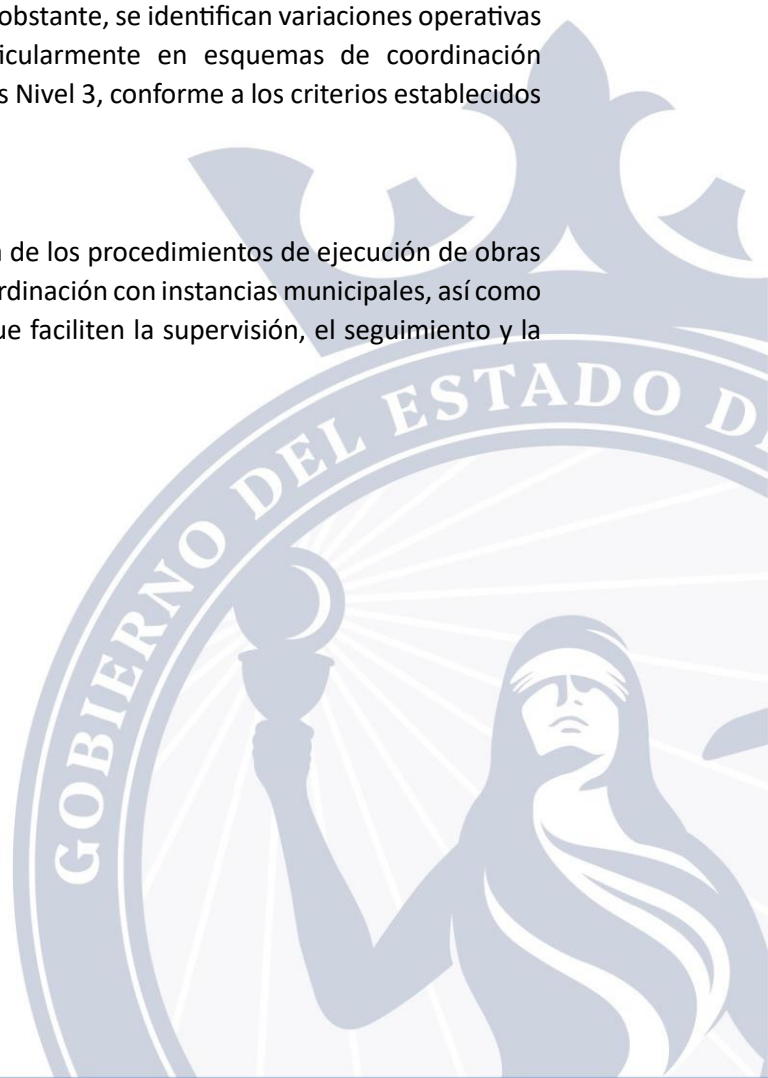 obstante, se identifican variaciones operativas
ticularmente en esquemas de coordinación
s Nivel 3, conforme a los criterios establecidos
de los procedimientos de ejecución de obras
rdinación con instancias municipales, así como
ue faciliten la supervisión, el seguimiento y la
GOBIERNO DEL ESTADO DE